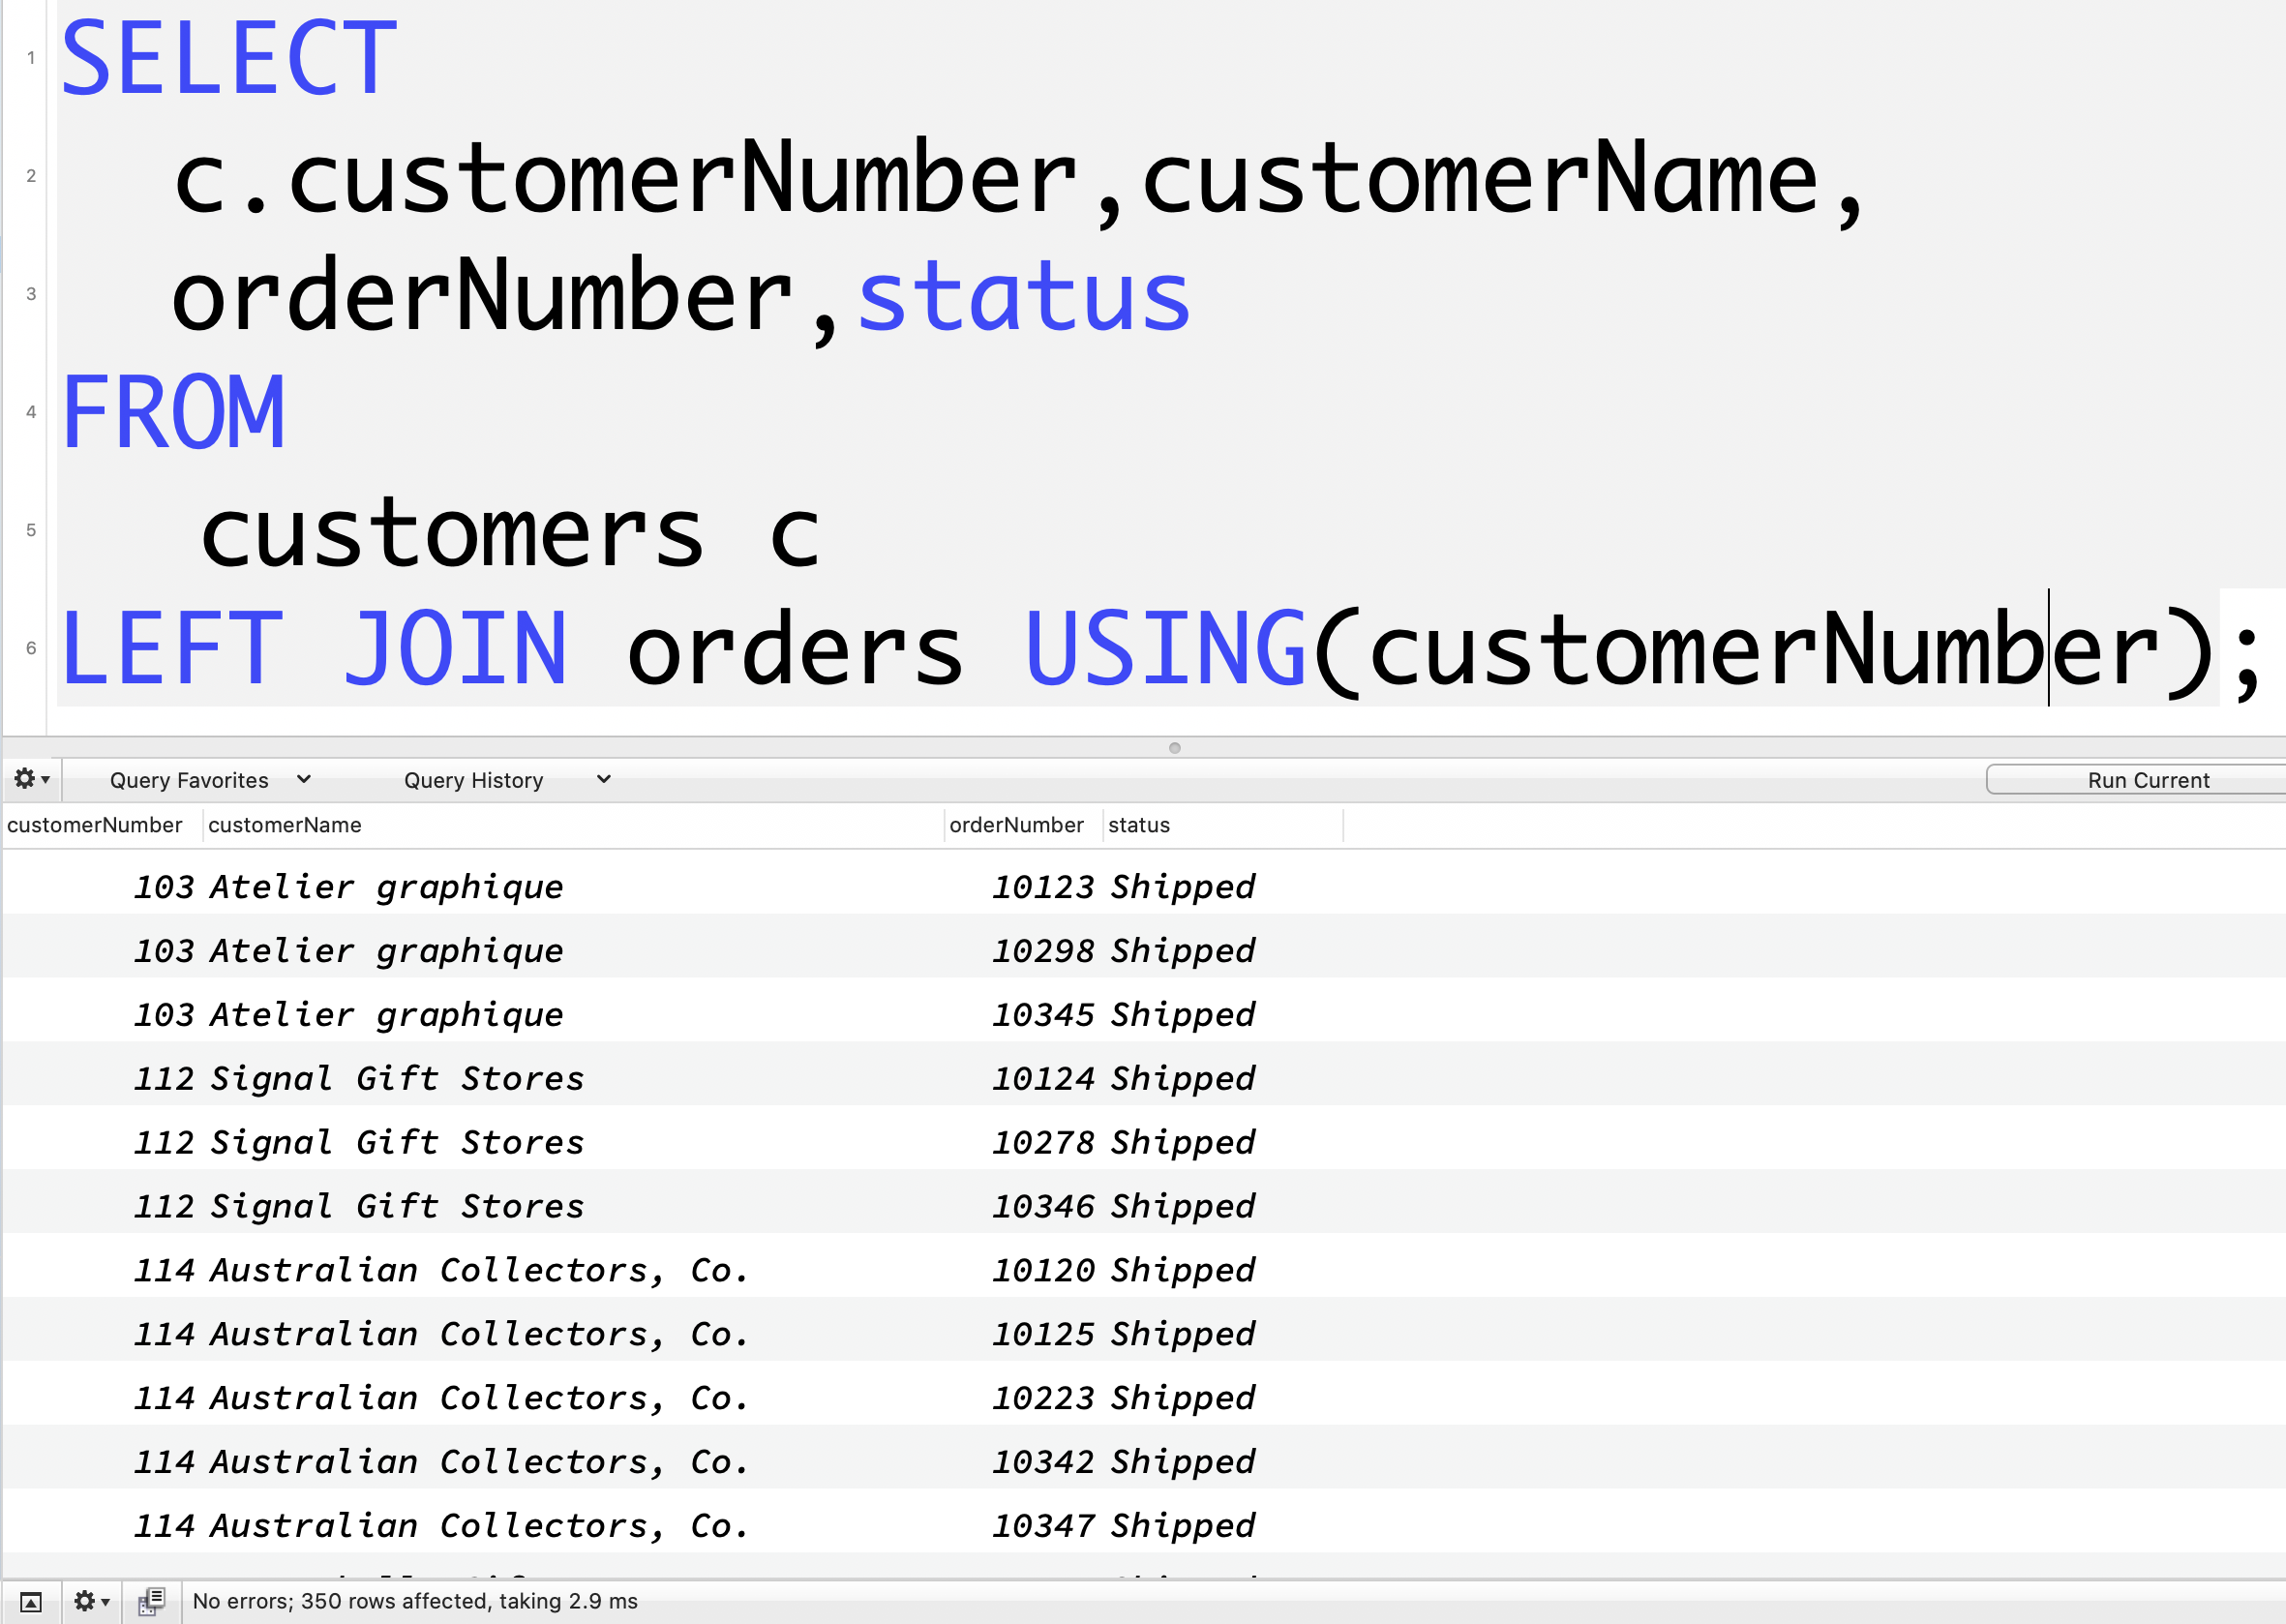 1 SELECT
2 c.customerNumber,customerName,
3 orderNumber,status
4 FROM
5 customers c
6 LEFT JOIN orders USING(customerNumber);
Query Favorites Query History Run Current
customerNumber customerName orderNumber status
103 Atelier graphique 10123 Shipped
103 Atelier graphique 10298 Shipped
103 Atelier graphique 10345 Shipped
112 Signal Gift Stores 10124 Shipped
112 Signal Gift Stores 10278 Shipped
112 Signal Gift Stores 10346 Shipped
114 Australian Collectors, Co. 10120 Shipped
114 Australian Collectors, Co. 10125 Shipped
114 Australian Collectors, Co. 10223 Shipped
114 Australian Collectors, Co. 10342 Shipped
114 Australian Collectors, Co. 10347 Shipped
No errors; 350 rows affected, taking 2.9 ms